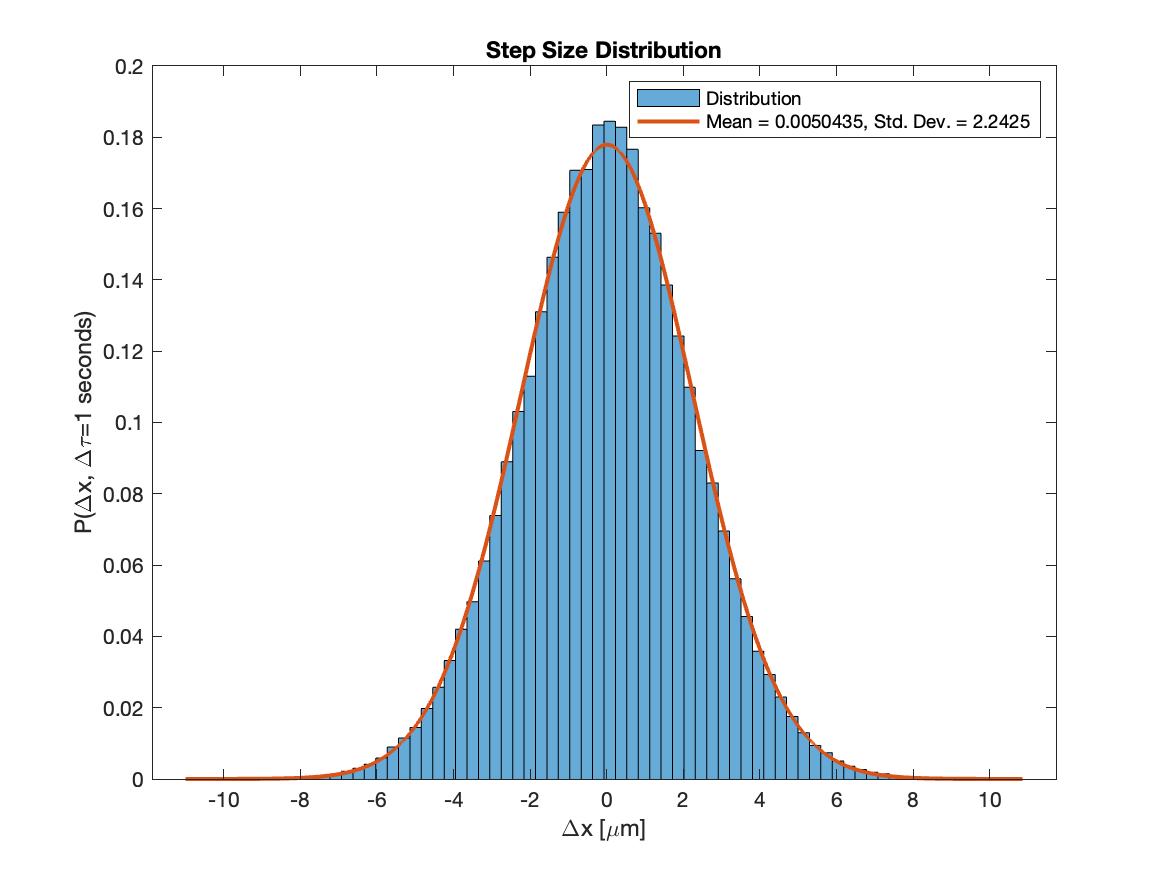 Step Size Distribution
Distribution
Mean = 0.0050435, Std. Dev. = 2.2425
0.2
0.18
0.16
0.14
0.12
0.1
0.08
0.06
0.04
0.02
0
P(Δx, Δτ=1 seconds)
-10 -8 -6 -4 -2 0 2 4 6 8 10
Δx [μm]